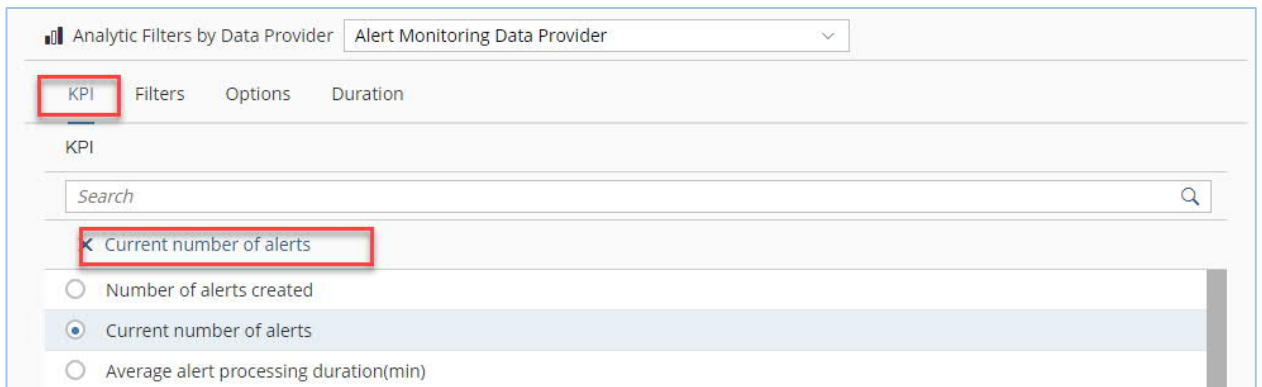 Analytic Filters by Data Provider Alert Monitoring Data Provider
KPI Filters Options Duration
KPI
Search
Current number of alerts
Number of alerts created
Current number of alerts
Average alert processing duration(min)